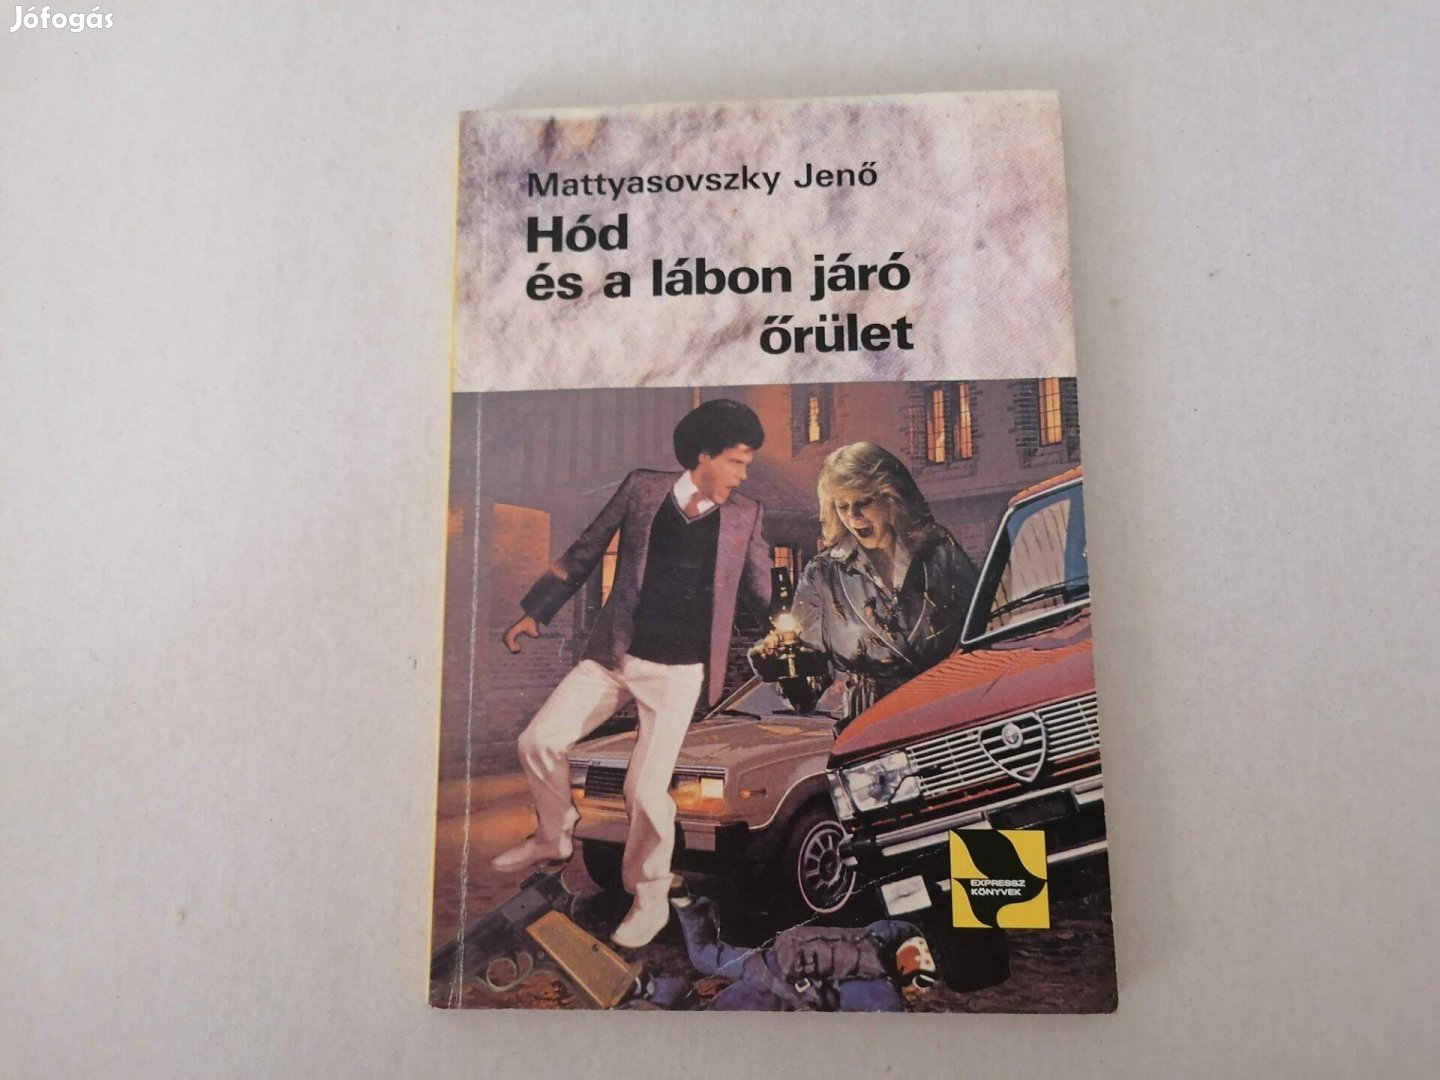 Jófogás
Mattyasovszky Jenő
Hód
és a lábon járó
őrület
EXPRESSZ
KÖNYVEK